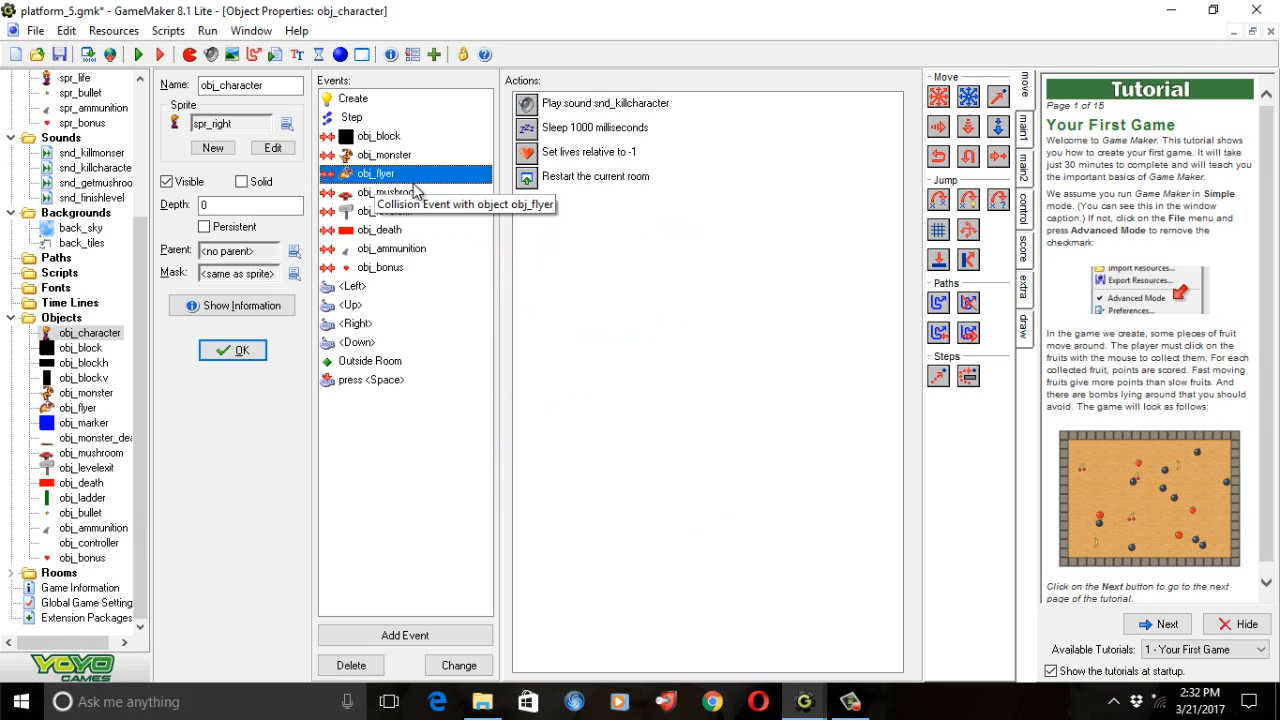 platform_5.gmk* - GameMaker 8.1 Lite - [Object Properties: obj_character]
File Edit Resources Scripts Run Window Help
spr_life
spr_bullet
spr_ammunition
spr_bonus
Sounds
snd_killmonser
snd_killcharacte
snd_getmushroo
snd_finishlevel
Backgrounds
back_sky
back_tiles
Paths
Scripts
Fonts
Time Lines
Objects
obj_character
obj_block
obj_blockh
obj_blockv
obj_monster
obj_flyer
obj_marker
obj_monster_dea
obj_mushroom
obj_levelexit
obj_death
obj_ladder
obj_bullet
obj_ammunition
obj_controller
obj_bonus
Rooms
Game Information
Global Game Setting
Extension Packages
YOYO
GAMES
Name: obj_character
Sprite
spr_right
New Edit
Visible Solid
Depth: 0
Persistent
Parent: <no parent>
Mask: <same as sprite>
Show Information
OK
Events:
Create
Step
obj_block
obj_monster
obj_flyer
obj_mushroo
Collision Event with object obj_flyer
obj_death
obj_ammunition
obj_bonus
<Left>
<Up>
<Right>
<Down>
Outside Room
press <Space>
Add Event
Delete Change
Actions:
Play sound snd_killcharacter
Sleep 1000 milliseconds
Set lives relative to -1
Restart the current room
Move
Jump
Paths
Steps
move
main1
main2
control
score
extra
draw
Tutorial
Page 1 of 15
Your First Game
Welcome to Game Maker. This tutorial
shows you how to create your first game. It will take
just 30 minutes to complete and will teach you
the important basics of Game Maker.
We assume you run Game Maker in Simple
mode. (You can see this in the window
caption.) If not, click on the File menu and
press Advanced Mode to remove the
checkmark:
Import Resources...
Export Resources...
Advanced Mode
Preferences...
In the game we create, some pieces of fruit
move around. The player must click on the
fruits with the mouse to collect them. For each
collected fruit, points are scored. Fast moving
fruits give more points than slow fruits. And
there are bombs lying around that you should
avoid. The game will look as follows:
Click on the Next button to go to the next
page of the tutorial.
Next Hide
Available Tutorials: 1 - Your First Game
Show the tutorials at startup.
Ask me anything
2:32 PM
3/21/2017